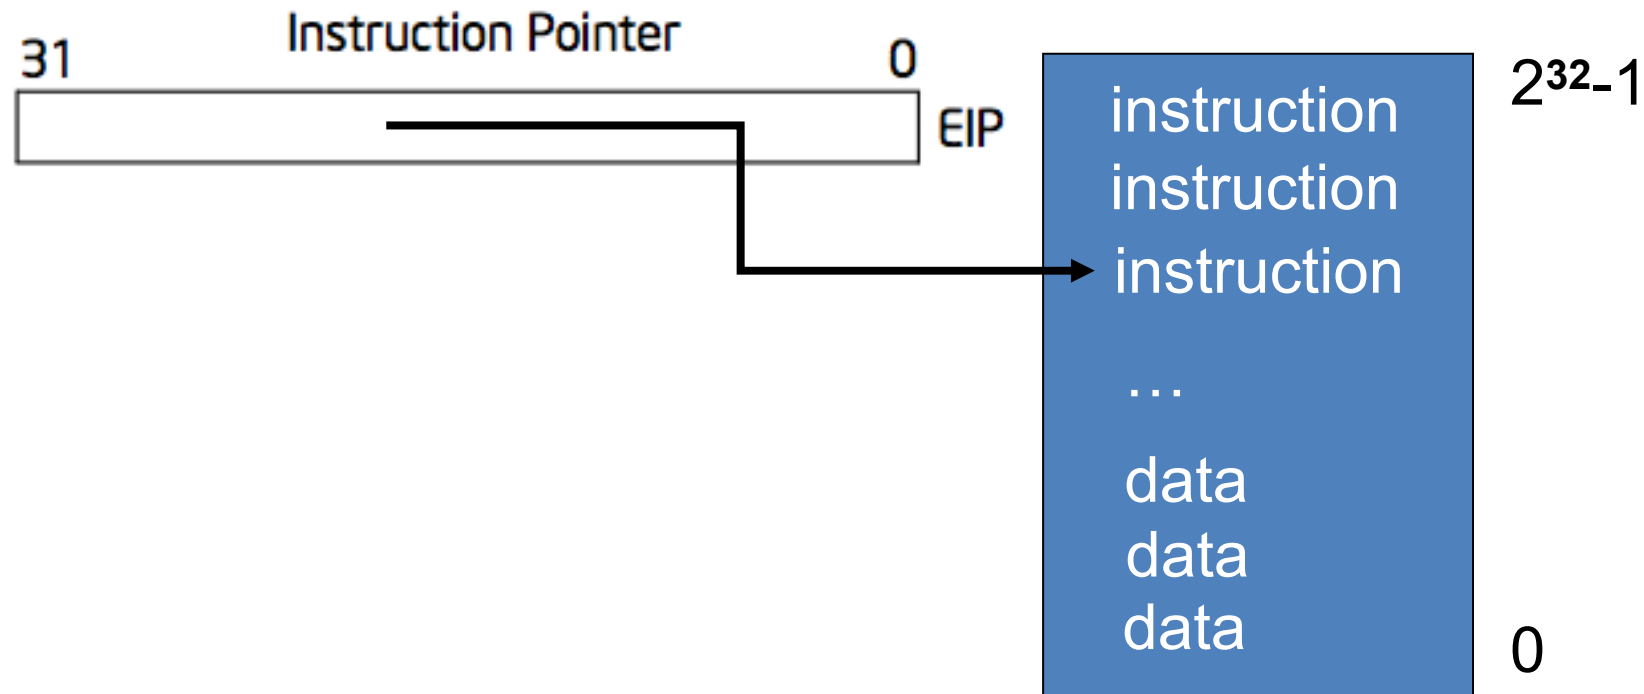 Instruction Pointer
31
0
EIP
instruction
instruction
instruction
…
data
data
data
2³²-1
0